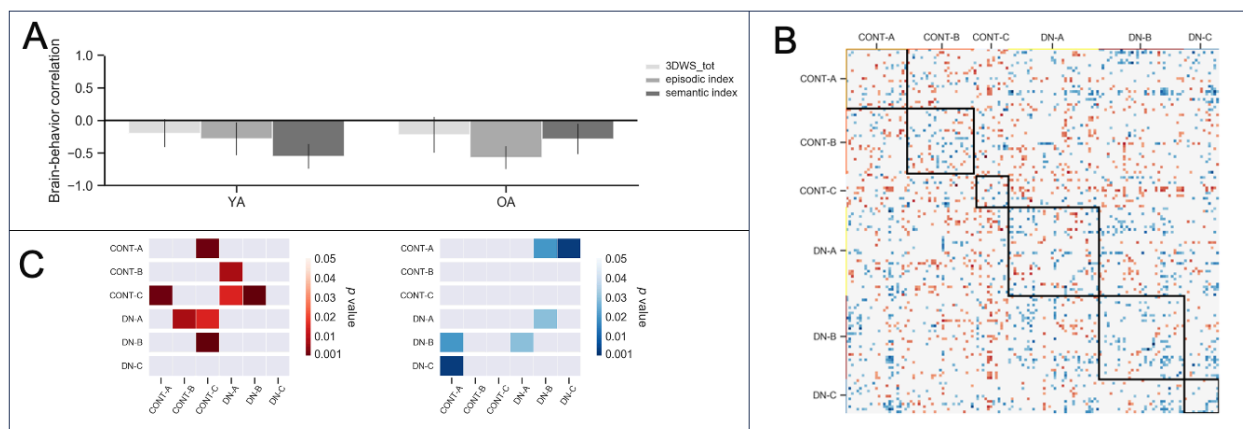 A
Brain-behavior correlation
1.0
0.5
0.0
−0.5
−1.0
3DWS_tot
episodic index
semantic index
YA
OA
B
CONT-A
CONT-B
CONT-C
DN-A
DN-B
DN-C
CONT-A
CONT-B
CONT-C
DN-A
DN-B
DN-C
C
CONT-A
CONT-B
CONT-C
DN-A
DN-B
DN-C
CONT-A
CONT-B
CONT-C
DN-A
DN-B
DN-C
0.05
0.04
0.03
0.02
0.01
0.001
p value
CONT-A
CONT-B
CONT-C
DN-A
DN-B
DN-C
CONT-A
CONT-B
CONT-C
DN-A
DN-B
DN-C
0.05
0.04
0.03
0.02
0.01
0.001
p value